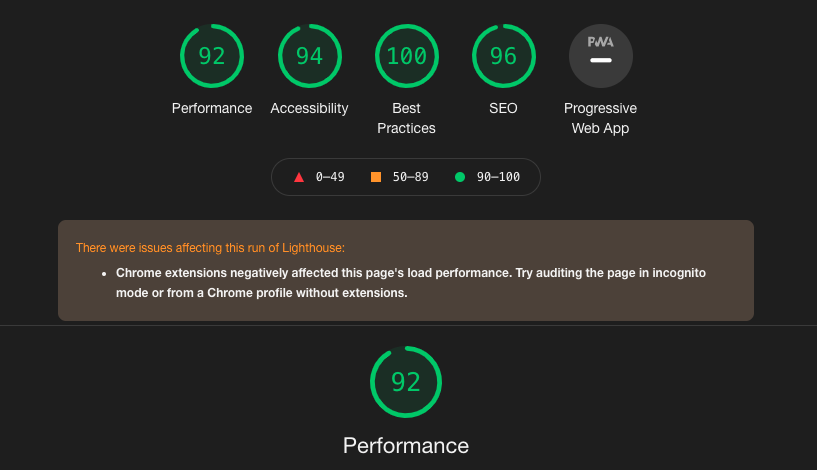 92 94 100 96 PWA
Performance Accessibility Best Practices SEO Progressive Web App
0–49 50–89 90–100
There were issues affecting this run of Lighthouse:
• Chrome extensions negatively affected this page's load performance. Try auditing the page in incognito
mode or from a Chrome profile without extensions.
92
Performance